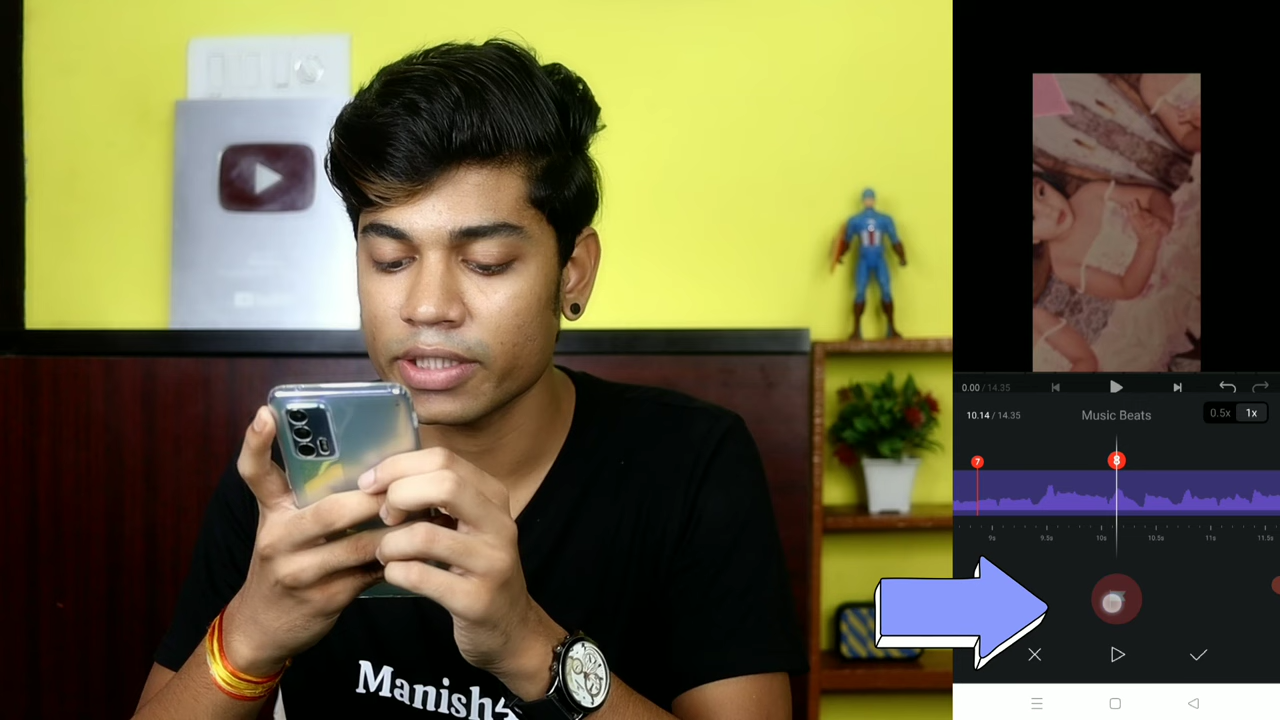 0.00 / 14.35
10.14 / 14.35
Music Beats
0.5x
1x
7
8
9s
9.5s
10s
10.5s
11s
11.5s
Manish